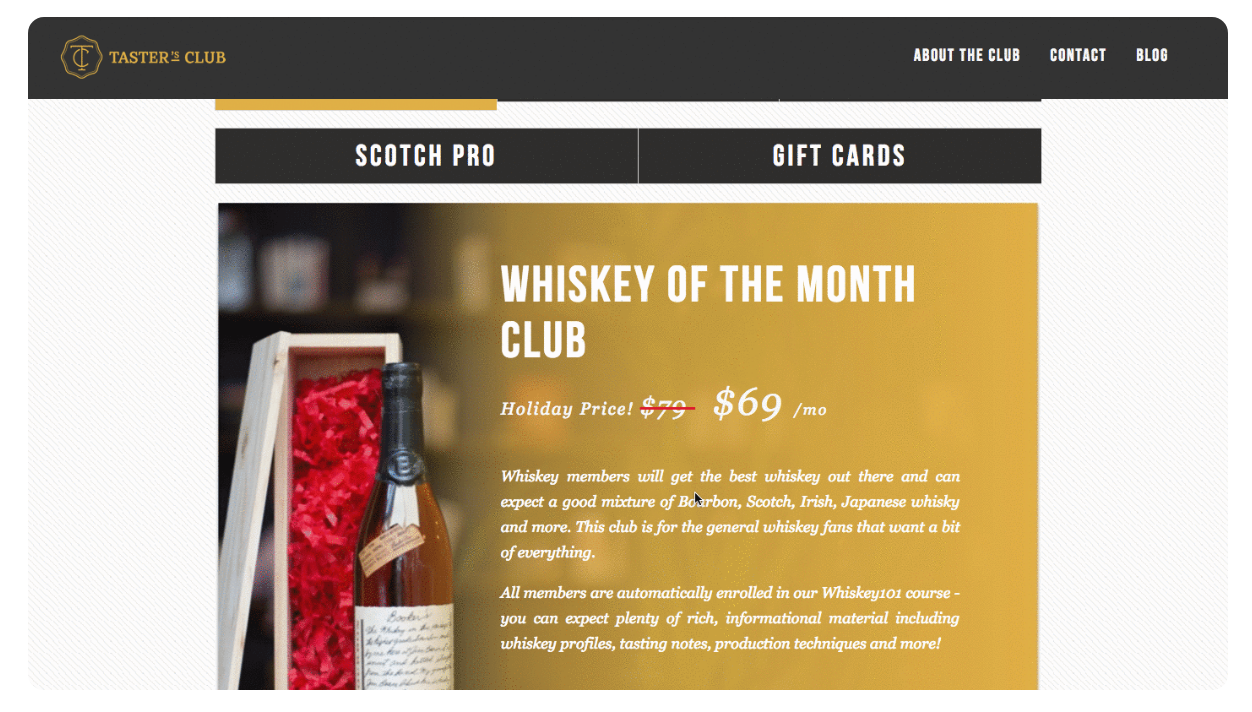 TC TASTER'S CLUB
ABOUT THE CLUB CONTACT BLOG
SCOTCH PRO
GIFT CARDS
WHISKEY OF THE MONTH
CLUB
Holiday Price! $79 $69 /mo
Whiskey members will get the best whiskey out there and can
expect a good mixture of Bourbon, Scotch, Irish, Japanese whisky
and more. This club is for the general whiskey fans that want a bit
of everything.
All members are automatically enrolled in our Whiskey101 course -
you can expect plenty of rich, informational material including
whiskey profiles, tasting notes, production techniques and more!
Booker's